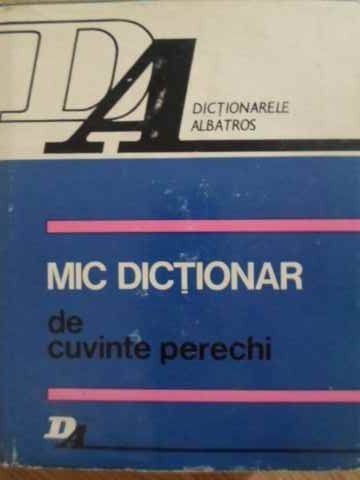 DA
DICȚIONARELE
ALBATROS
MIC DICȚIONAR
de
cuvinte perechi
DA